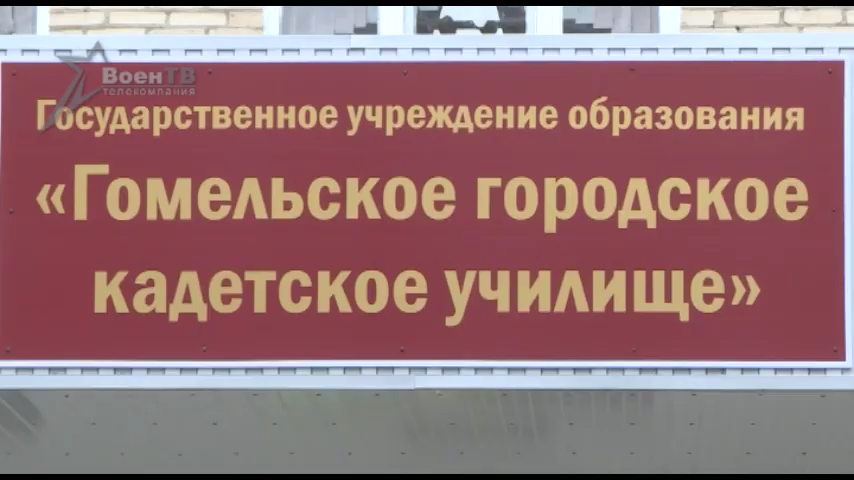 ВоенТВ
телекомпания
Государственное учреждение образования
«Гомельское городское
кадетское училище»